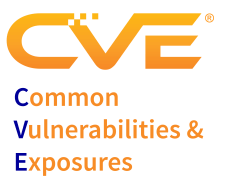 CVE®
Common
Vulnerabilities &
Exposures